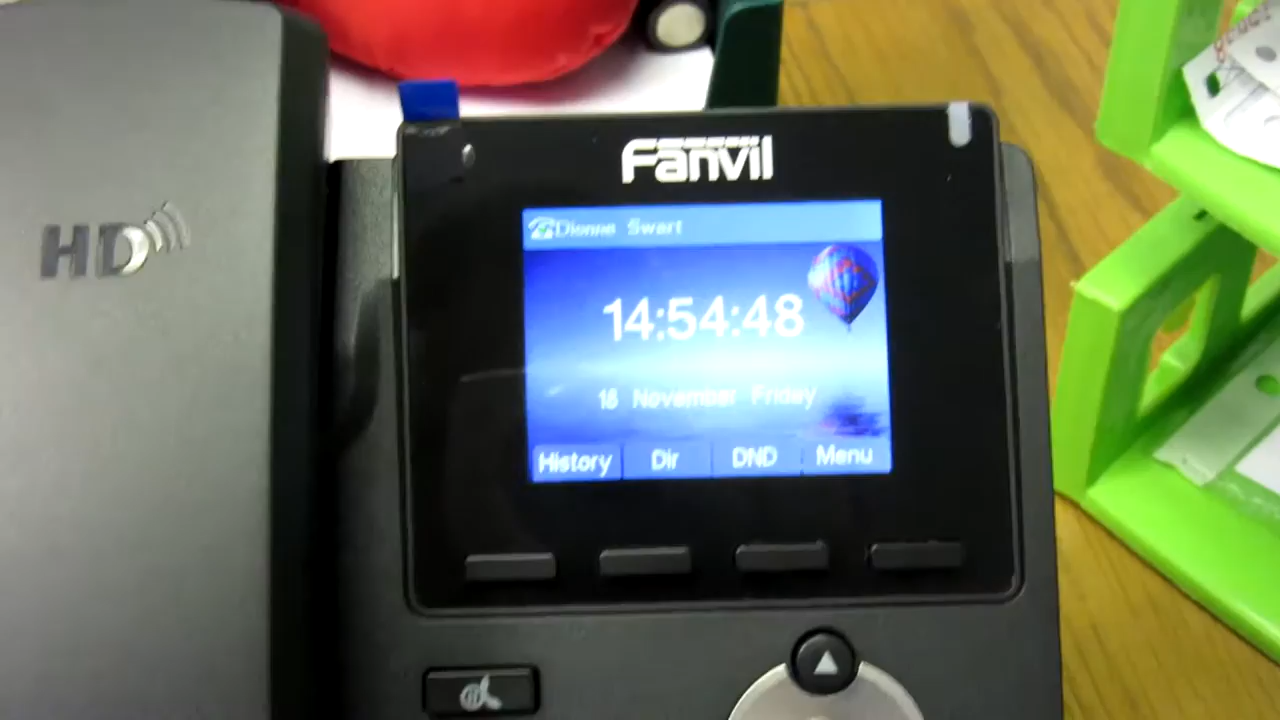 Fanvil
HD
Dionne Swart
14:54:48
18 November Friday
History Dir DND Menu